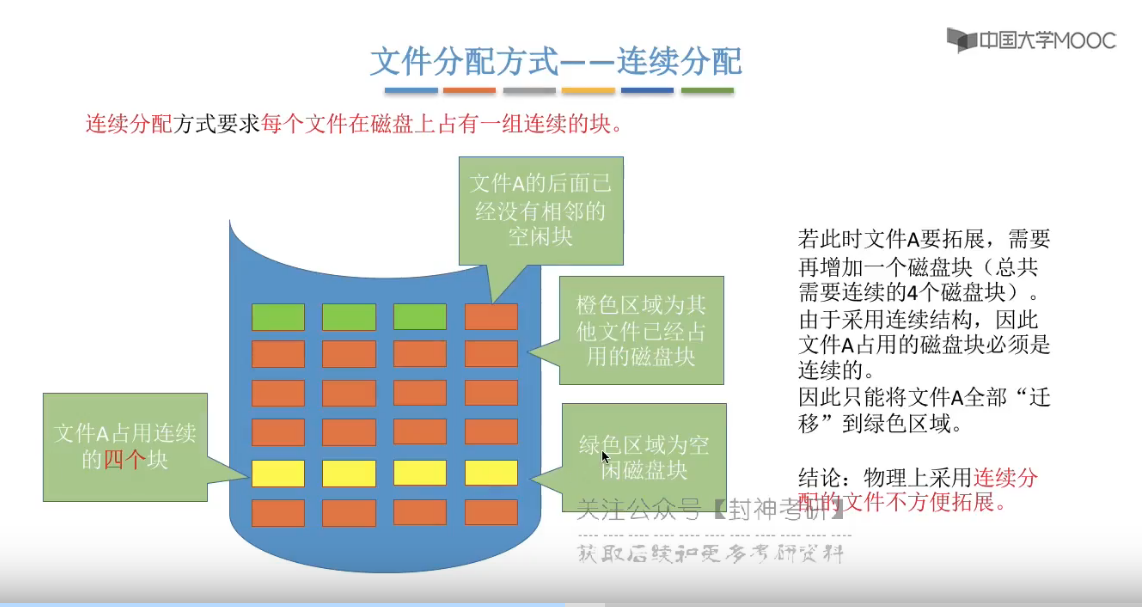 中国大学MOOC
文件分配方式——连续分配
连续分配方式要求每个文件在磁盘上占有一组连续的块。
文件A的后面已
经没有相邻的
空闲块
橙色区域为其
他文件已经占
用的磁盘块
文件A占用连续
的四个块
绿色区域为空
闲磁盘块
若此时文件A要拓展，需要
再增加一个磁盘块（总共
需要连续的4个磁盘块）。
由于采用连续结构，因此
文件A占用的磁盘块必须是
连续的。
因此只能将文件A全部“迁
移”到绿色区域。
结论：物理上采用连续分
配的文件不方便拓展。
关注公众号【封神考研】
获取后续和更多考研资料